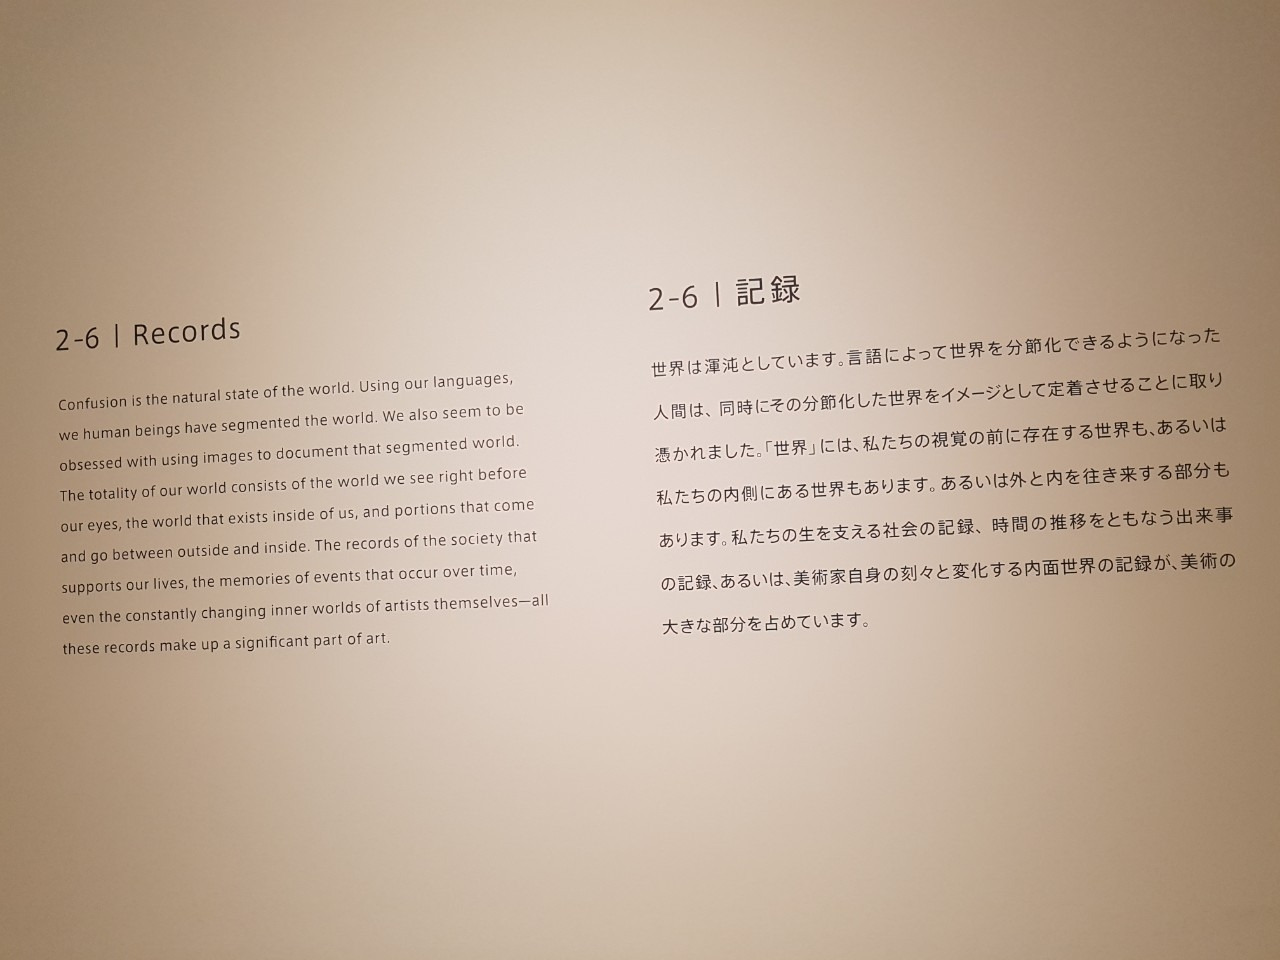 2-6 | Records
Confusion is the natural state of the world. Using our languages,
we human beings have segmented the world. We also seem to be
obsessed with using images to document that segmented world.
The totality of our world consists of the world we see right before
our eyes, the world that exists inside of us, and portions that come
and go between outside and inside. The records of the society that
supports our lives, the memories of events that occur over time,
even the constantly changing inner worlds of artists themselves—all
these records make up a significant part of art.
2-6 | 記録
世界は渾沌としています。言語によって世界を分節化できるようになった
人間は、同時にその分節化した世界をイメージとして定着させることに取り
憑かれました。「世界」には、私たちの視覚の前に存在する世界も、あるいは
私たちの内側にある世界もあります。あるいは外と内を往き来する部分も
あります。私たちの生を支える社会の記録、時間の推移をともなう出来事
の記録、あるいは、美術家自身の刻々と変化する内面世界の記録が、美術の
大きな部分を占めています。